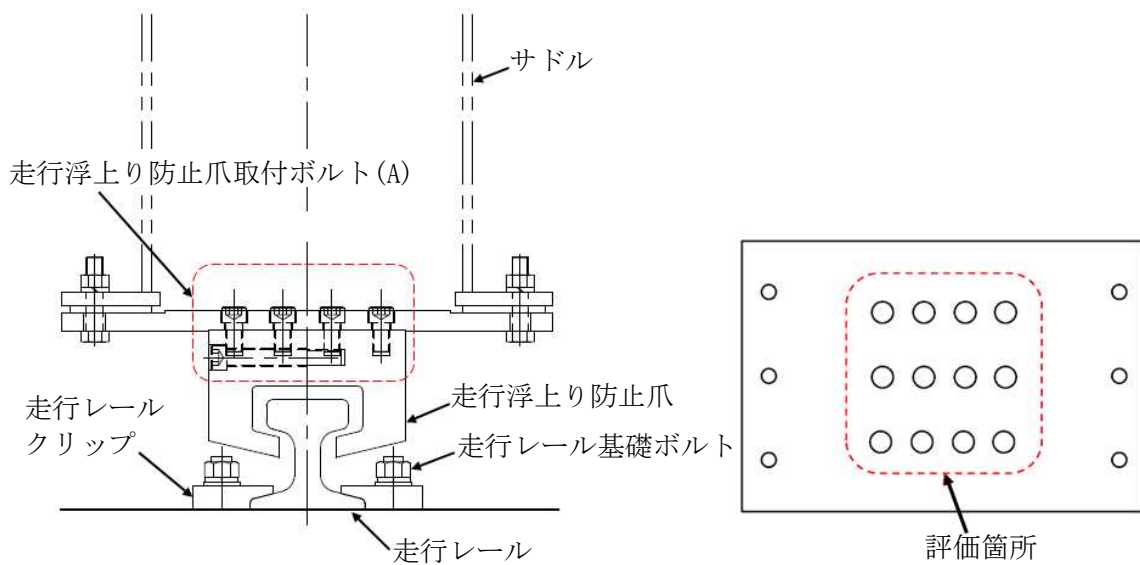 サドル
走行浮上り防止爪取付ボルト(A)
走行浮上り防止爪
走行レール
クリップ
走行レール基礎ボルト
走行レール
評価箇所